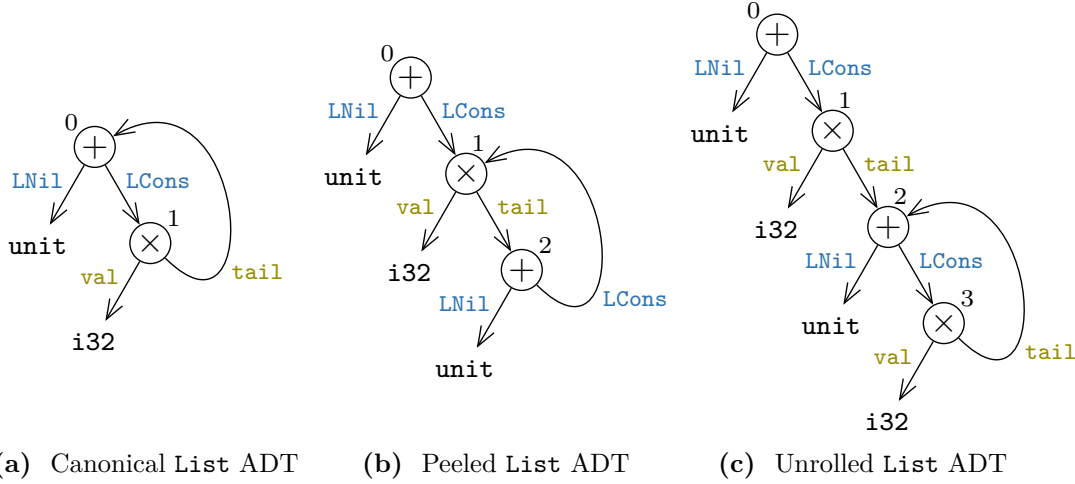 0
+
LNil
LCons
unit
1
×
val
tail
i32
0
+
LNil
LCons
unit
1
×
val
tail
i32
2
+
LNil
LCons
unit
0
+
LNil
LCons
unit
1
×
val
tail
i32
2
+
LNil
LCons
unit
3
×
val
tail
i32
a) Canonical List ADT
(b) Peeled List ADT
(c) Unrolled List ADT